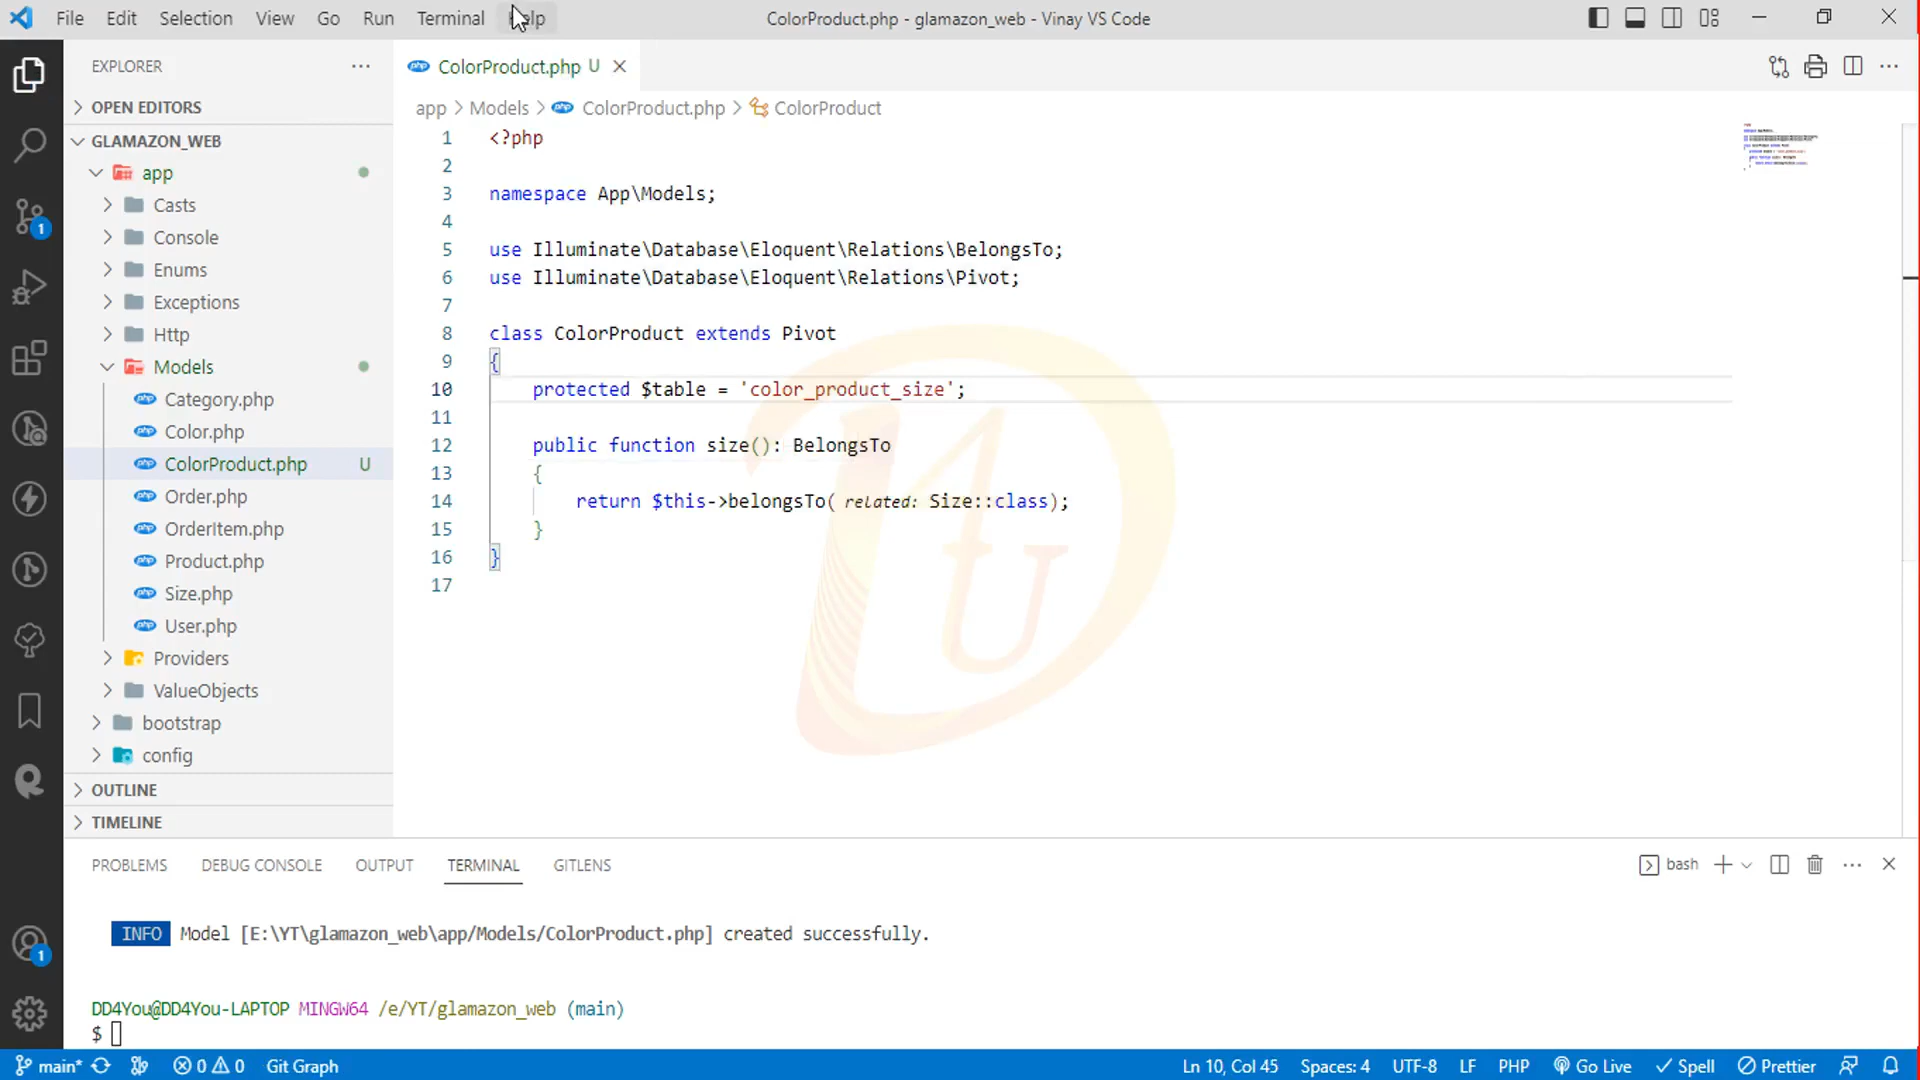 File Edit Selection View Go Run Terminal Help
ColorProduct.php - glamazon_web - Vinay VS Code
EXPLORER
OPEN EDITORS
GLAMAZON_WEB
app
Casts
Console
Enums
Exceptions
Http
Models
Category.php
Color.php
ColorProduct.php U
Order.php
OrderItem.php
Product.php
Size.php
User.php
Providers
ValueObjects
bootstrap
config
OUTLINE
TIMELINE
ColorProduct.php U
app > Models > ColorProduct.php > ColorProduct
1 <?php
2
3 namespace App\Models;
4
5 use Illuminate\Database\Eloquent\Relations\BelongsTo;
6 use Illuminate\Database\Eloquent\Relations\Pivot;
7
8 class ColorProduct extends Pivot
9 {
10 protected $table = 'color_product_size';
11
12 public function size(): BelongsTo
13 {
14 return $this->belongsTo( related: Size::class);
15 }
16 }
17
PROBLEMS DEBUG CONSOLE OUTPUT TERMINAL GITLENS
bash
INFO Model [E:\YT\glamazon_web\app/Models/ColorProduct.php] created successfully.
DD4You@DD4You-LAPTOP MINGW64 /e/YT/glamazon_web (main)
$
1
1
main* 0 0 Git Graph
Ln 10, Col 45 Spaces: 4 UTF-8 LF PHP Go Live Spell Prettier
D4U